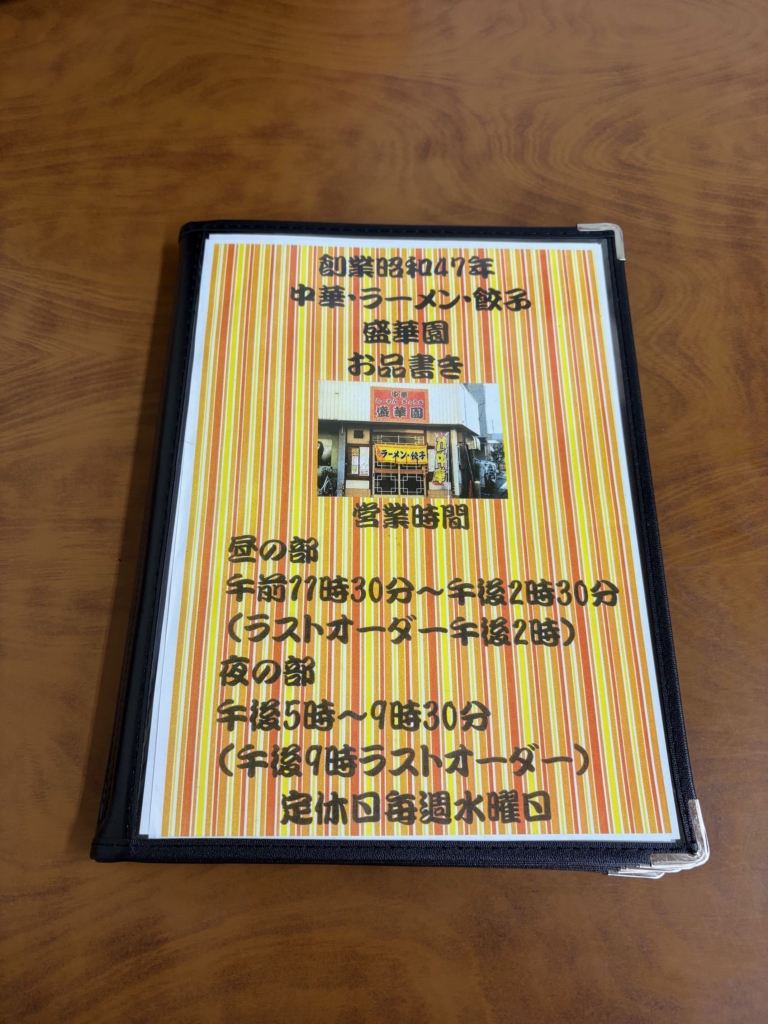 創業昭和47年
中華・ラーメン・餃子
盛華園
お品書き
中華
盛華園
ラーメン・餃子
営業時間
昼の部
午前11時30分～午後2時30分
（ラストオーダー午後2時）
夜の部
午後5時～9時30分
（午後9時ラストオーダー）
定休日毎週水曜日